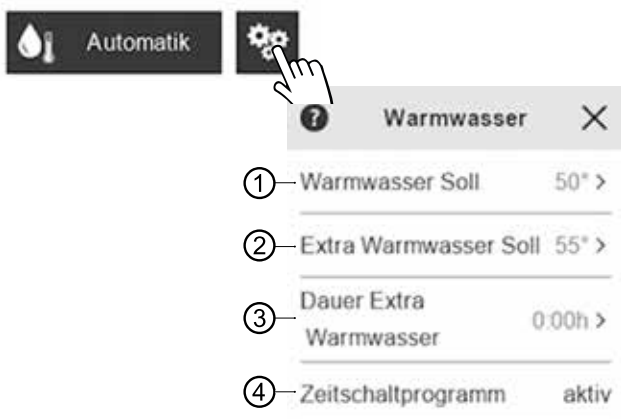 Automatik
? Warmwasser X
① Warmwasser Soll 50° >
② Extra Warmwasser Soll 55° >
③ Dauer Extra
Warmwasser 0:00h >
④ Zeitschaltprogramm aktiv